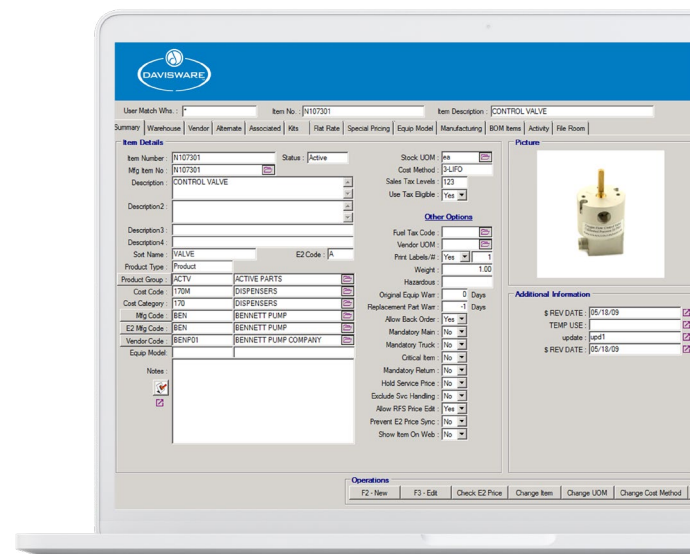 DAVISWARE
User Match Whs. : * Item No. : N107301 Item Description : CONTROL VALVE
Summary Warehouse Vendor Alternate Associated Kits Flat Rate Special Pricing Equip Model Manufacturing BOM Items Activity File Room
Item Details
Item Number : N107301 Status : Active
Mfg Item No : N107301
Description : CONTROL VALVE
Description2 :
Description3 :
Description4 :
Sort Name : VALVE E2 Code : A
Product Type : Product
Product Group : ACTV ACTIVE PARTS
Cost Code : 170M DISPENSERS
Cost Category : 170 DISPENSERS
Mfg Code : BEN BENNETT PUMP
E2 Mfg Code : BEN BENNETT PUMP
Vendor Code : BENP01 BENNETT PUMP COMPANY
Equip Model:
Notes :
Stock UOM : ea
Cost Method : 3-LIFO
Sales Tax Levels : 123
Use Tax Eligible : Yes
Other Options
Fuel Tax Code :
Vendor UOM :
Print Labels/# : Yes 1
Weight : 1.00
Hazardous :
Original Equip Warr : 0 Days
Replacement Part Warr : -1 Days
Allow Back Order : Yes
Mandatory Main : No
Mandatory Truck : No
Critical Item : No
Mandatory Return : No
Hold Service Price : No
Exclude Svc Handling : No
Allow RFS Price Edit : Yes
Prevent E2 Price Sync : No
Show Item On Web : No
Picture
Additional Information
$ REV DATE : 05/18/09
TEMP USE :
update : upd1
$ REV DATE : 05/18/09
Operations
F2 - New F3 - Edit Check E2 Price Change Item Change UOM Change Cost Method